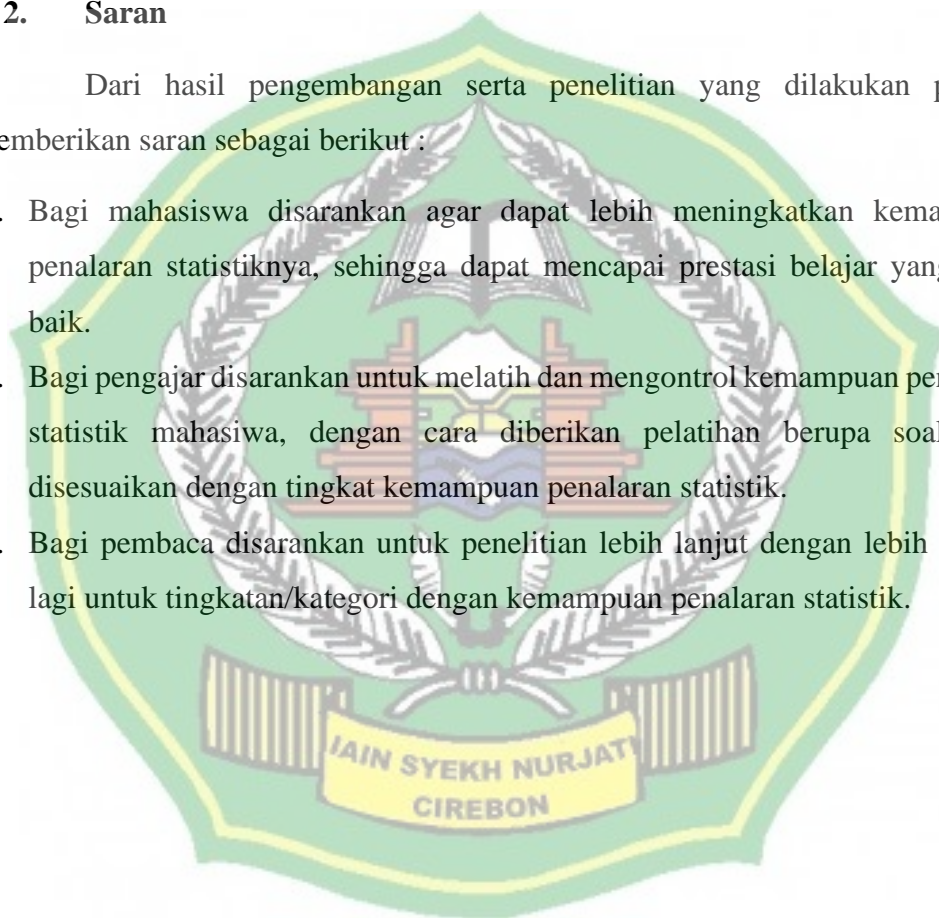 2. Saran
Dari hasil pengembangan serta penelitian yang dilakukan p
emberikan saran sebagai berikut :
. Bagi mahasiswa disarankan agar dapat lebih meningkatkan kema
penalaran statistiknya, sehingga dapat mencapai prestasi belajar yang
baik.
. Bagi pengajar disarankan untuk melatih dan mengontrol kemampuan pe
statistik mahasiwa, dengan cara diberikan pelatihan berupa soal
disesuaikan dengan tingkat kemampuan penalaran statistik.
. Bagi pembaca disarankan untuk penelitian lebih lanjut dengan lebih
lagi untuk tingkatan/kategori dengan kemampuan penalaran statistik.
IAIN SYEKH NURJATI
CIREBON